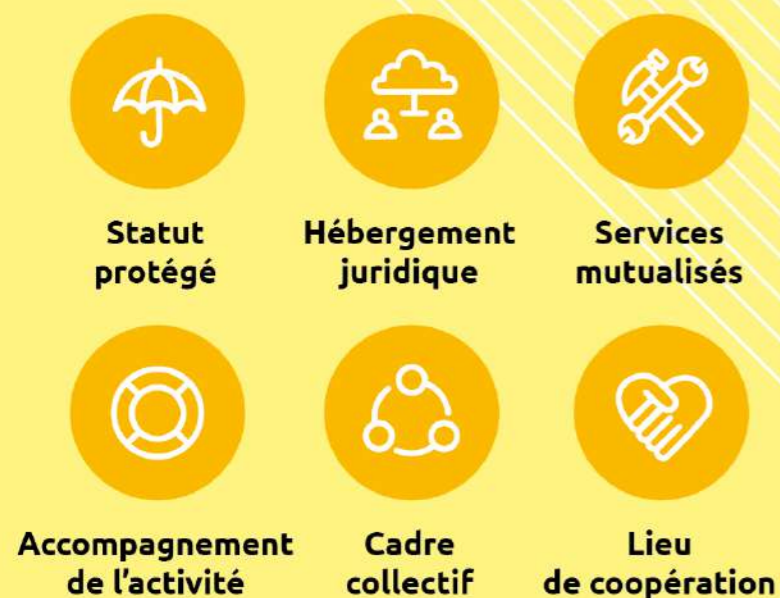 Statut
protégé
Hébergement
juridique
Services
mutualisés
Accompagnement
de l'activité
Cadre
collectif
Lieu
de coopération